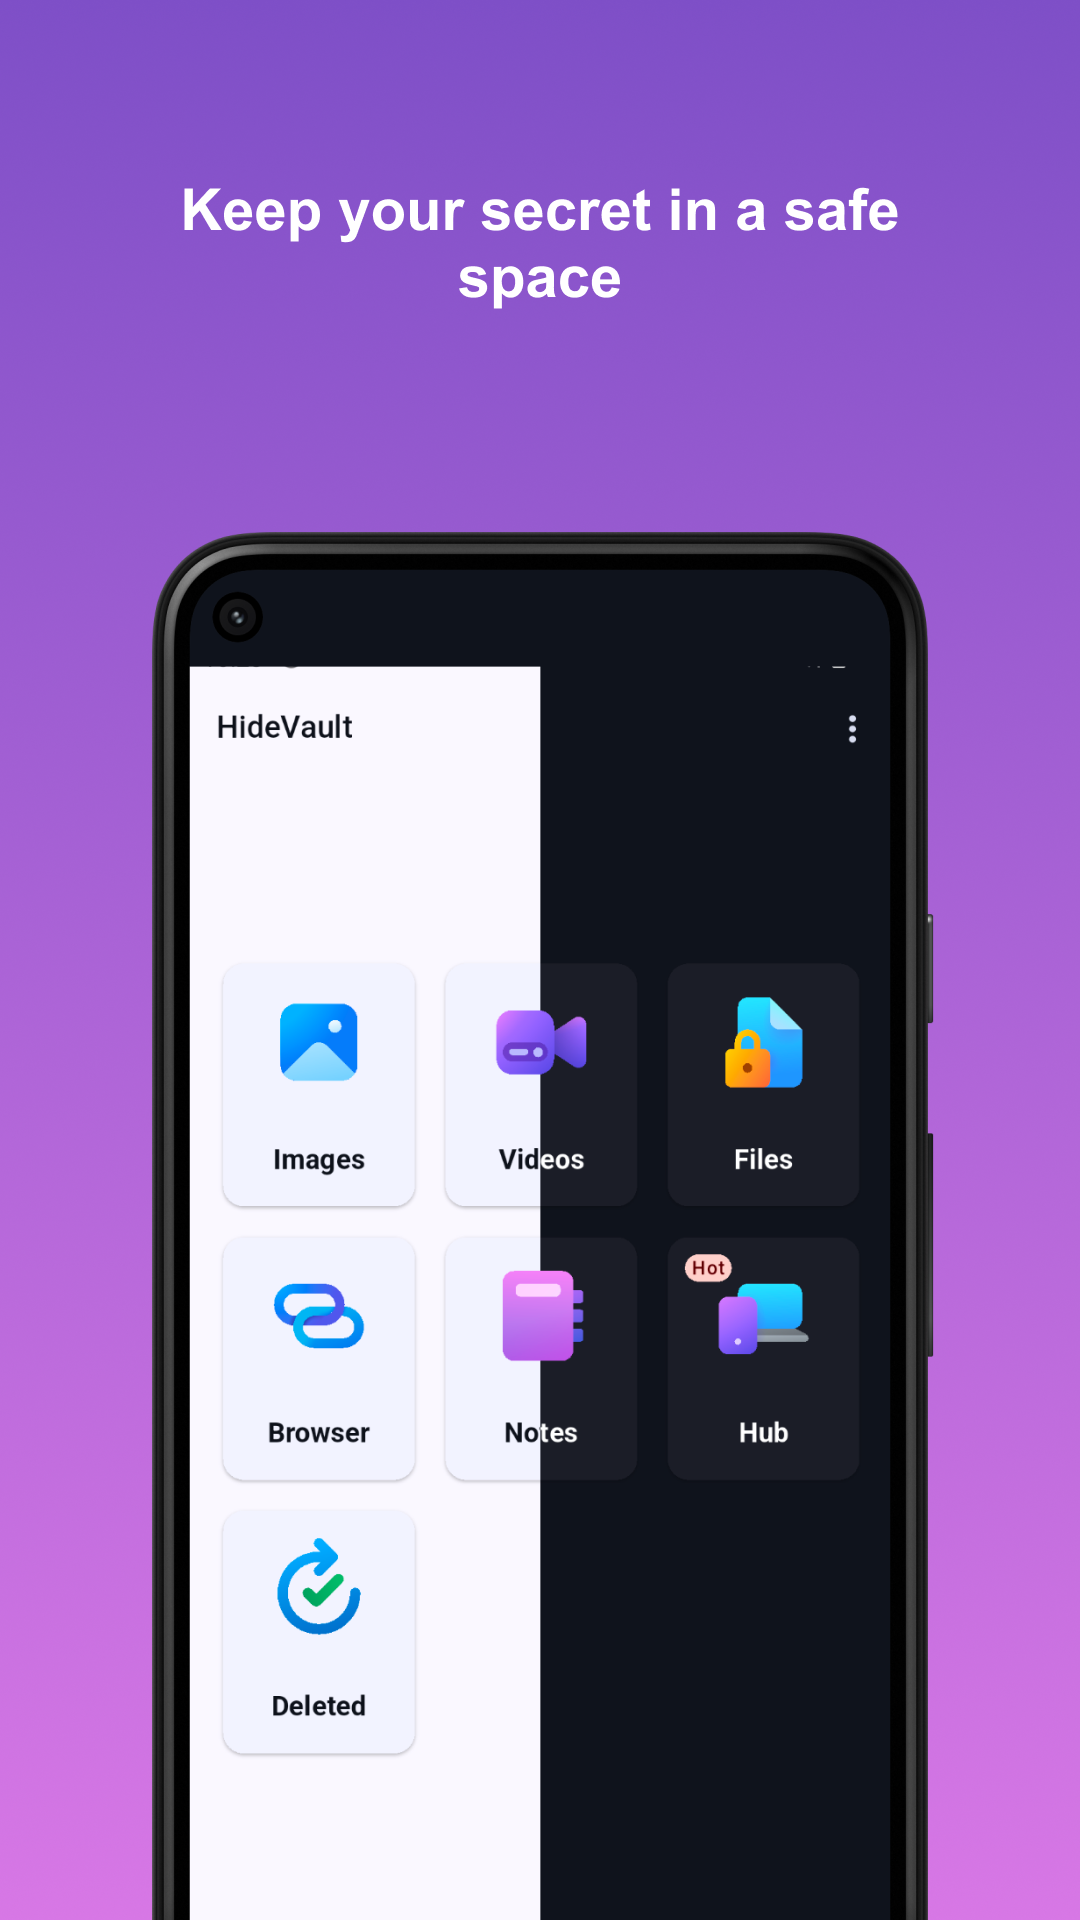 Keep your secret in a safe
space
HideVault
Images
Videos
Files
Browser
Notes
Hot
Hub
Deleted